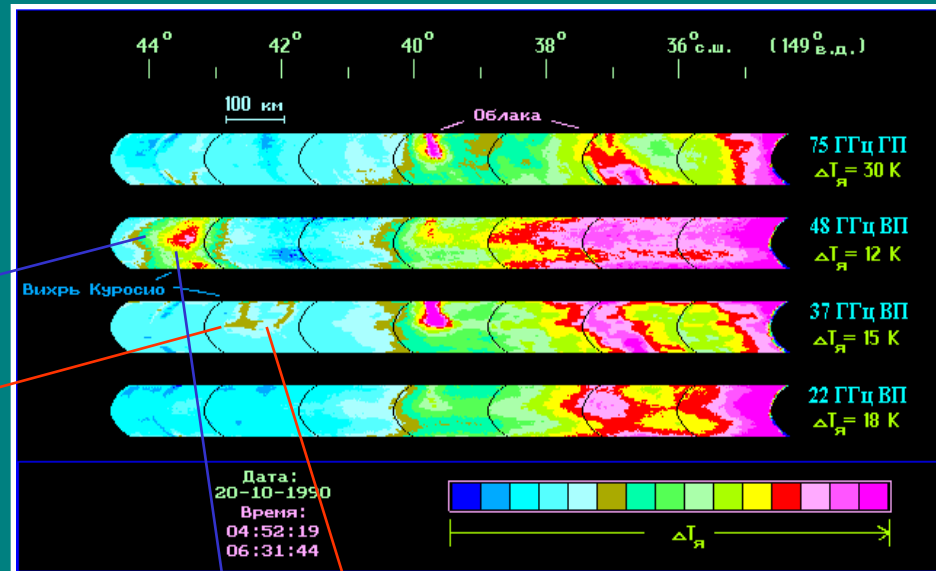 44° 42° 40° 38° 36° с.ш. (149° в.д.)
100 км
Облака
75 ГГц ГП
ΔTя = 30 К
48 ГГц ВП
ΔTя = 12 К
Вихрь Куросио
37 ГГц ВП
ΔTя = 15 К
22 ГГц ВП
ΔTя = 18 К
Дата:
20-10-1990
Время:
04:52:19
06:31:44
ΔTя